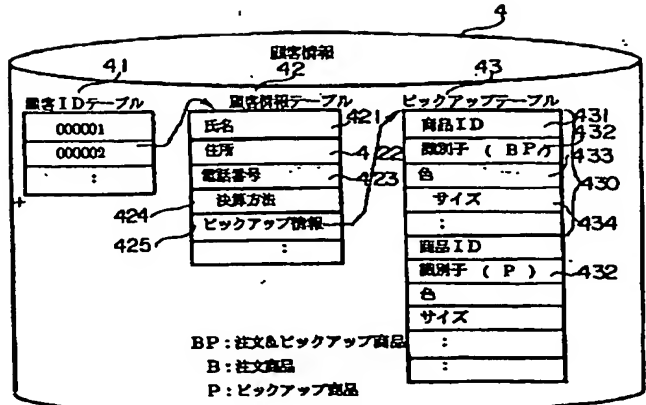 4
顧客情報
41
42
43
顧客IDテーブル
000001
000002
:
顧客情報テーブル
氏名
421
住所
422
電話番号
423
決算方法
424
ピックアップ情報
425
:
ピックアップテーブル
商品ID
431
識別子 ( BP )
432
色
433
サイズ
434
:
430
商品ID
識別子 ( P )
432
色
サイズ
:
:
BP:注文&ピックアップ商品
B:注文商品
P:ピックアップ商品